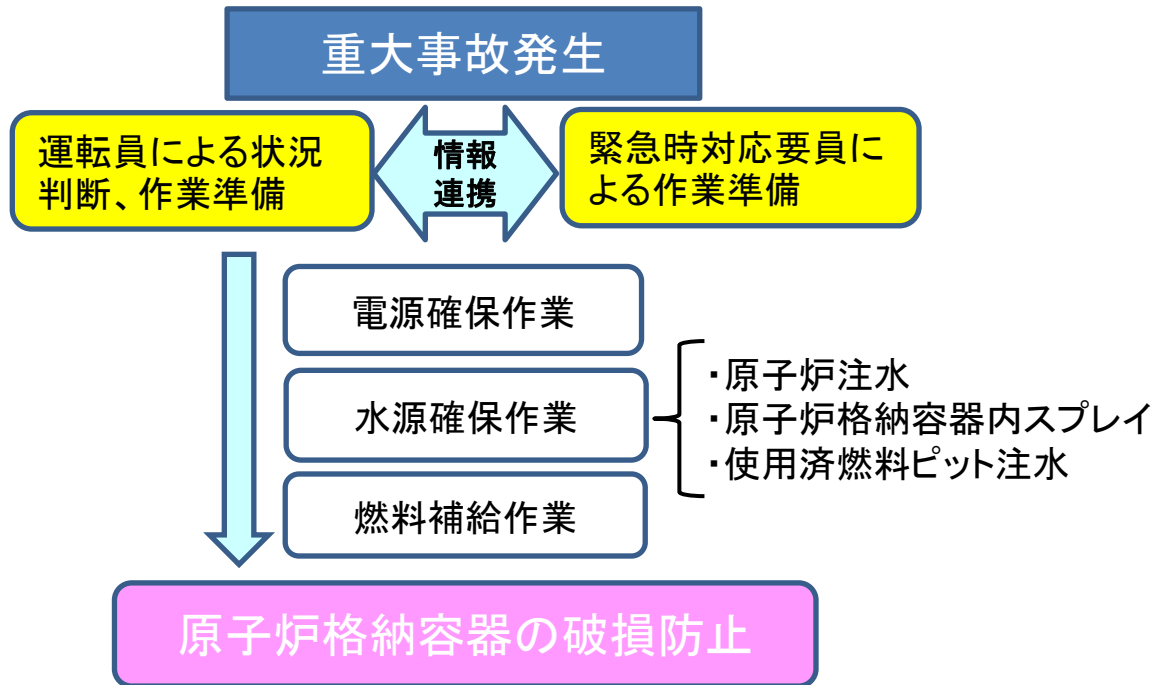 重大事故発生
運転員による状況
判断、作業準備
情報
連携
緊急時対応要員に
よる作業準備
電源確保作業
水源確保作業
・原子炉注水
・原子炉格納容器内スプレイ
・使用済燃料ピット注水
燃料補給作業
原子炉格納容器の破損防止